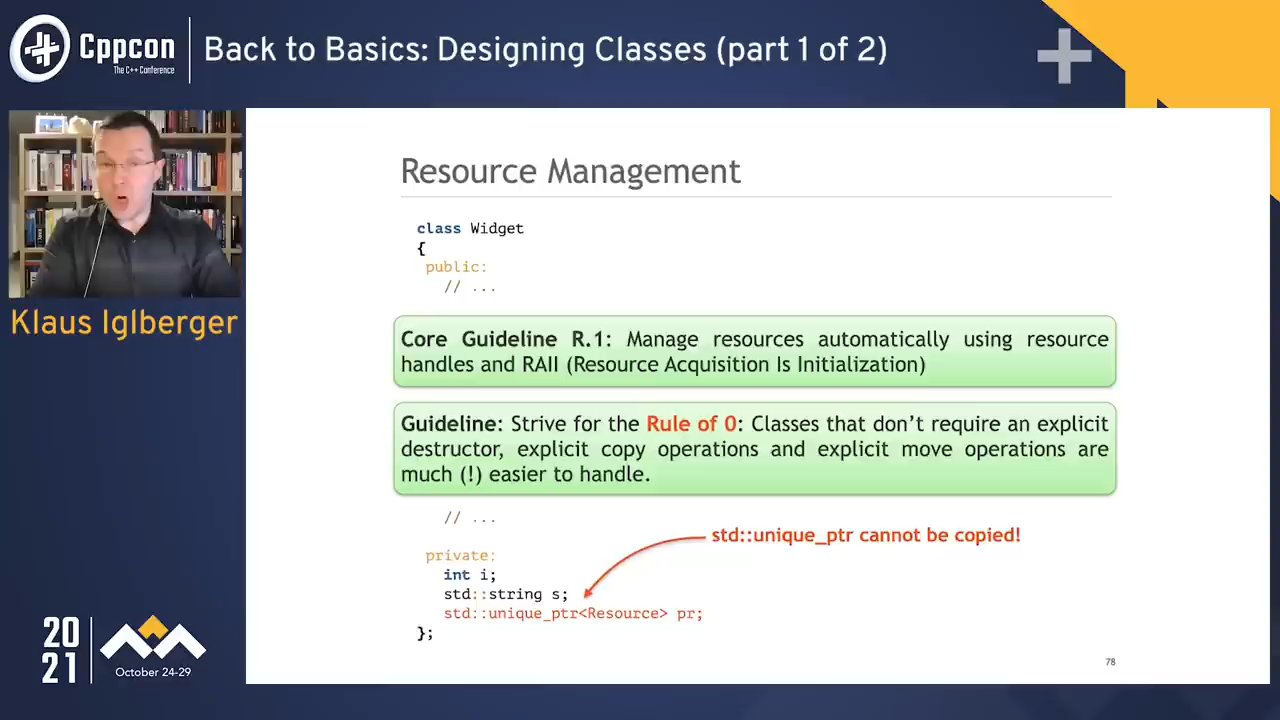 Cppcon
The C++ Conference
Back to Basics: Designing Classes (part 1 of 2)
Klaus Iglberger
Resource Management
class Widget
{
public:
// ...
Core Guideline R.1: Manage resources automatically using resource
handles and RAII (Resource Acquisition Is Initialization)
Guideline: Strive for the Rule of 0: Classes that don't require an explicit
destructor, explicit copy operations and explicit move operations are
much (!) easier to handle.
// ...
std::unique_ptr cannot be copied!
private:
int i;
std::string s;
std::unique_ptr<Resource> pr;
};
78
20
21
October 24-29